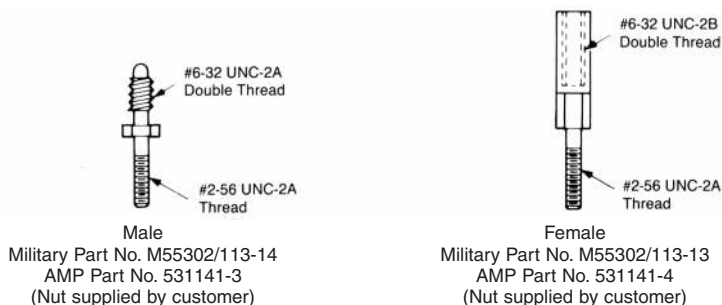 #6-32 UNC-2A
Double Thread
#2-56 UNC-2A
Thread
Male
Military Part No. M55302/113-14
AMP Part No. 531141-3
(Nut supplied by customer)
#6-32 UNC-2B
Double Thread
#2-56 UNC-2A
Thread
Female
Military Part No. M55302/113-13
AMP Part No. 531141-4
(Nut supplied by customer)